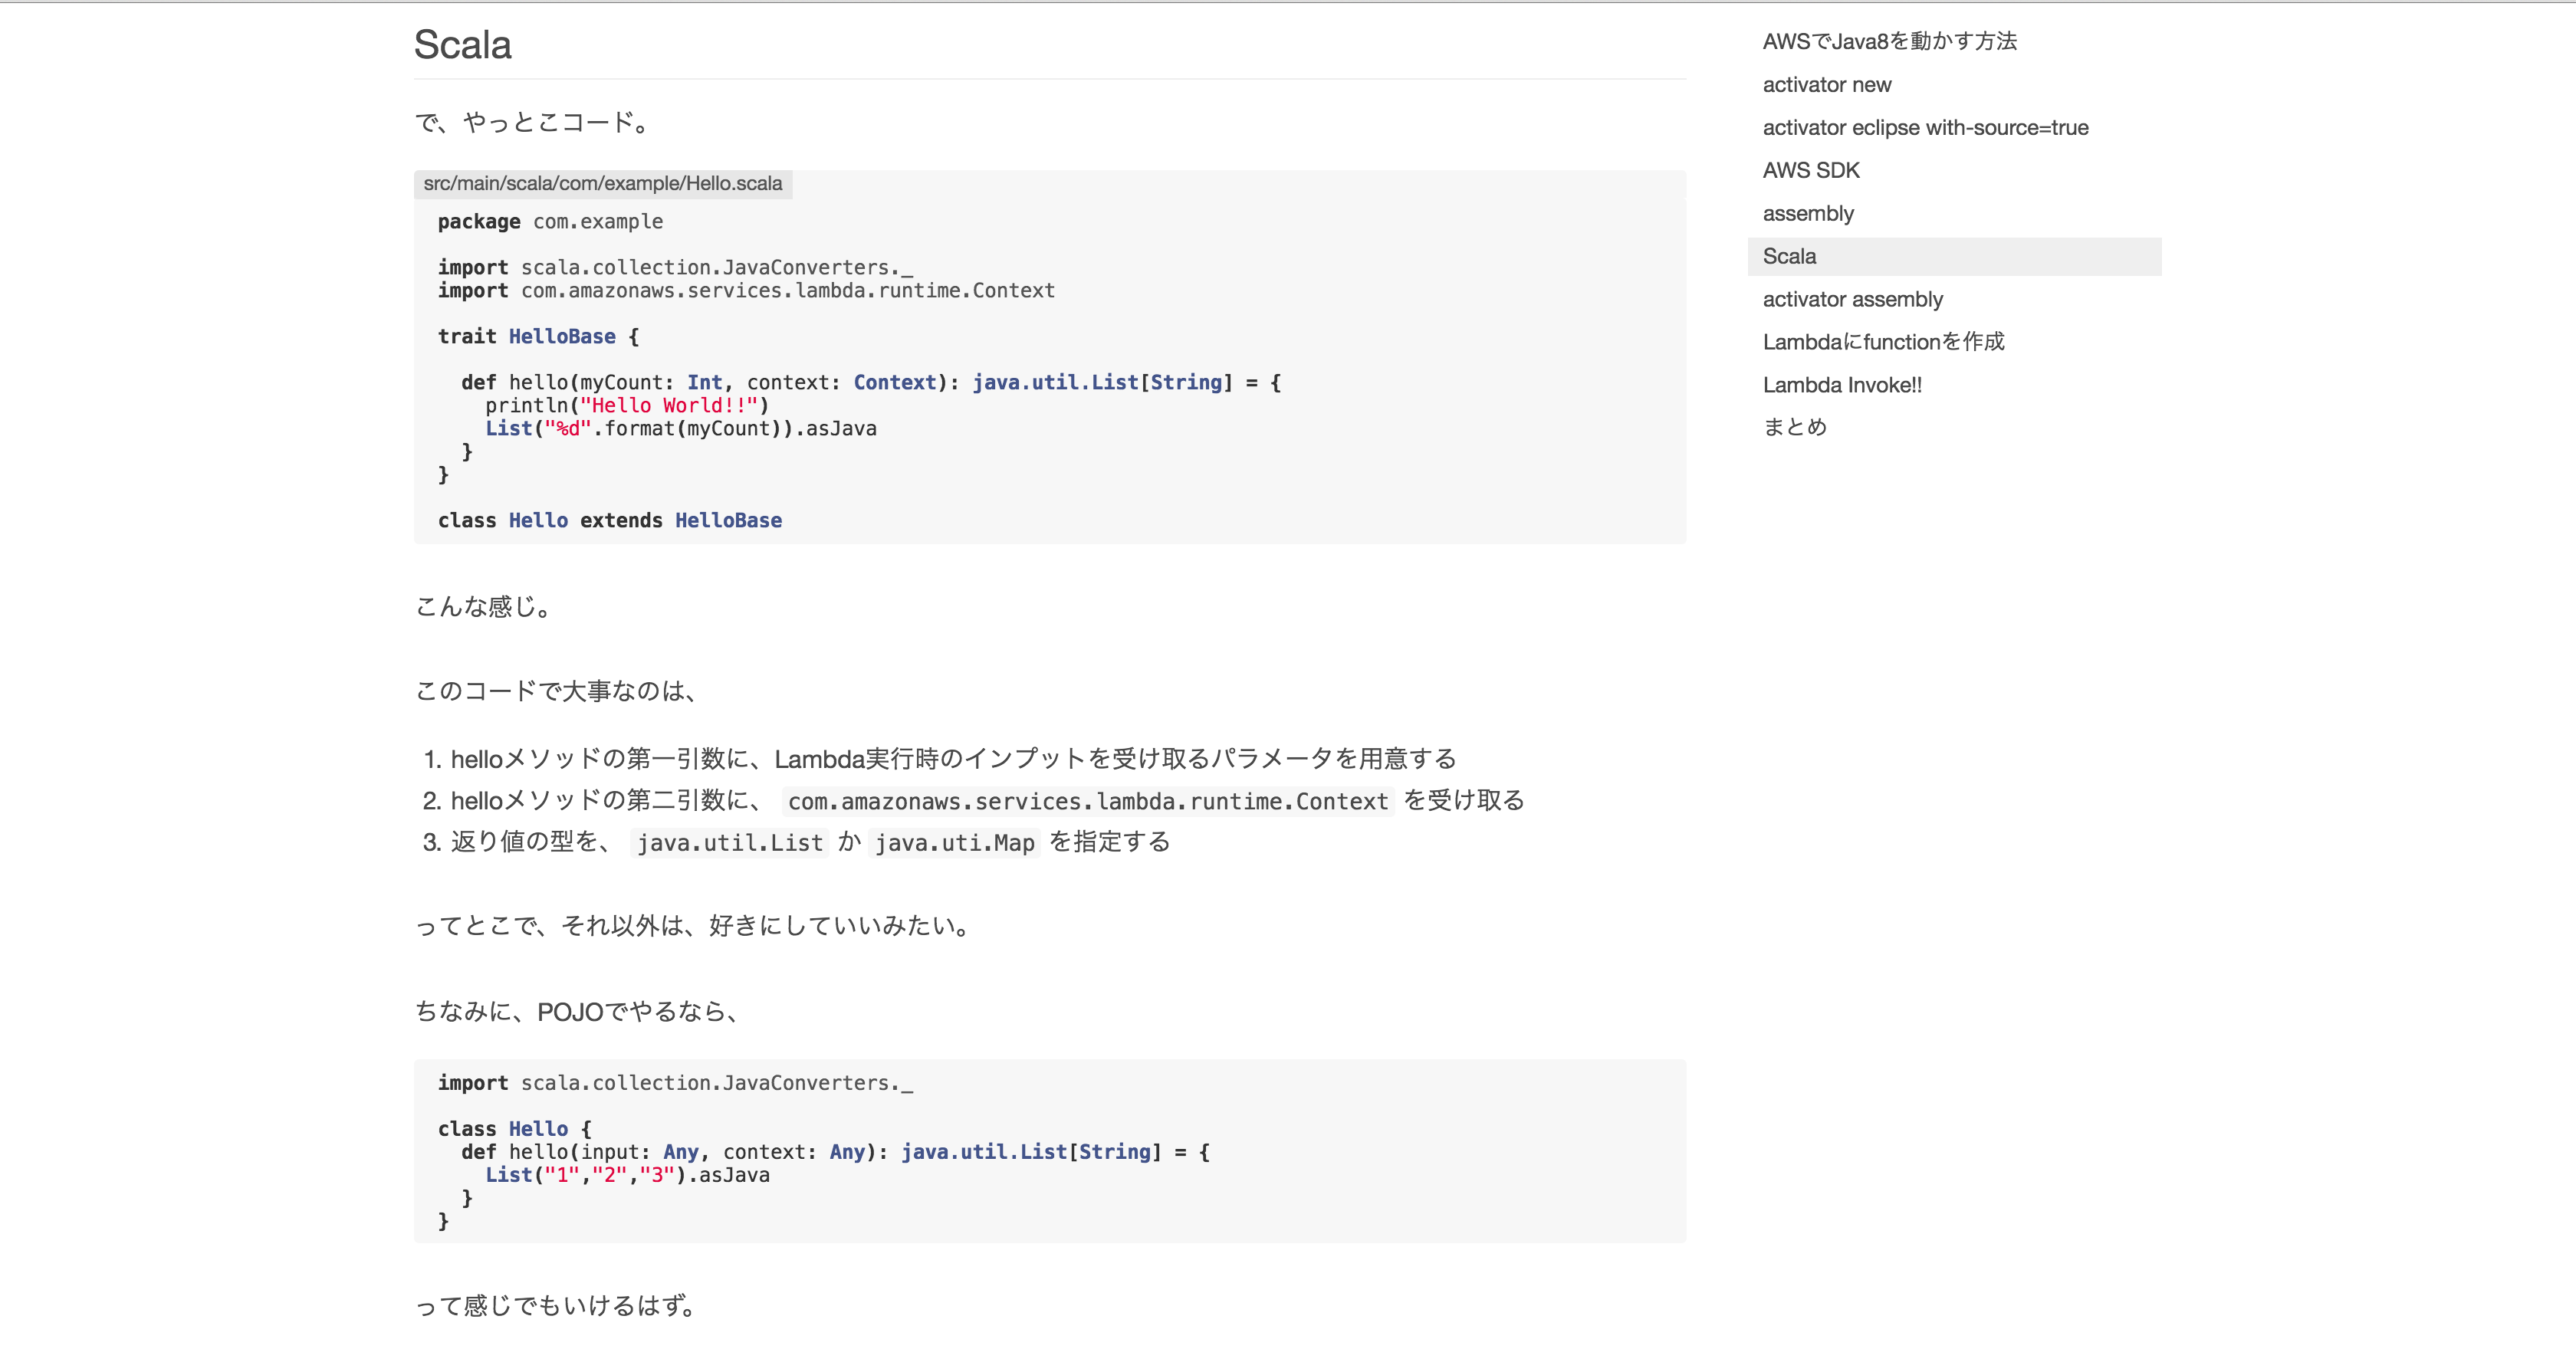 Scala
で、やっとこコード。
src/main/scala/com/example/Hello.scala
package com.example
import scala.collection.JavaConverters._
import com.amazonaws.services.lambda.runtime.Context
trait HelloBase {
  def hello(myCount: Int, context: Context): java.util.List[String] = {
    println("Hello World!!")
    List("%d".format(myCount)).asJava
  }
}
class Hello extends HelloBase
こんな感じ。
このコードで大事なのは、
1. helloメソッドの第一引数に、Lambda実行時のインプットを受け取るパラメータを用意する
2. helloメソッドの第二引数に、 com.amazonaws.services.lambda.runtime.Context を受け取る
3. 返り値の型を、 java.util.List か java.uti.Map を指定する
ってとこで、それ以外は、好きにしていいみたい。
ちなみに、POJOでやるなら、
import scala.collection.JavaConverters._
class Hello {
  def hello(input: Any, context: Any): java.util.List[String] = {
    List("1","2","3").asJava
  }
}
って感じでもいけるはず。
AWSでJava8を動かす方法
activator new
activator eclipse with-source=true
AWS SDK
assembly
Scala
activator assembly
Lambdaにfunctionを作成
Lambda Invoke!!
まとめ